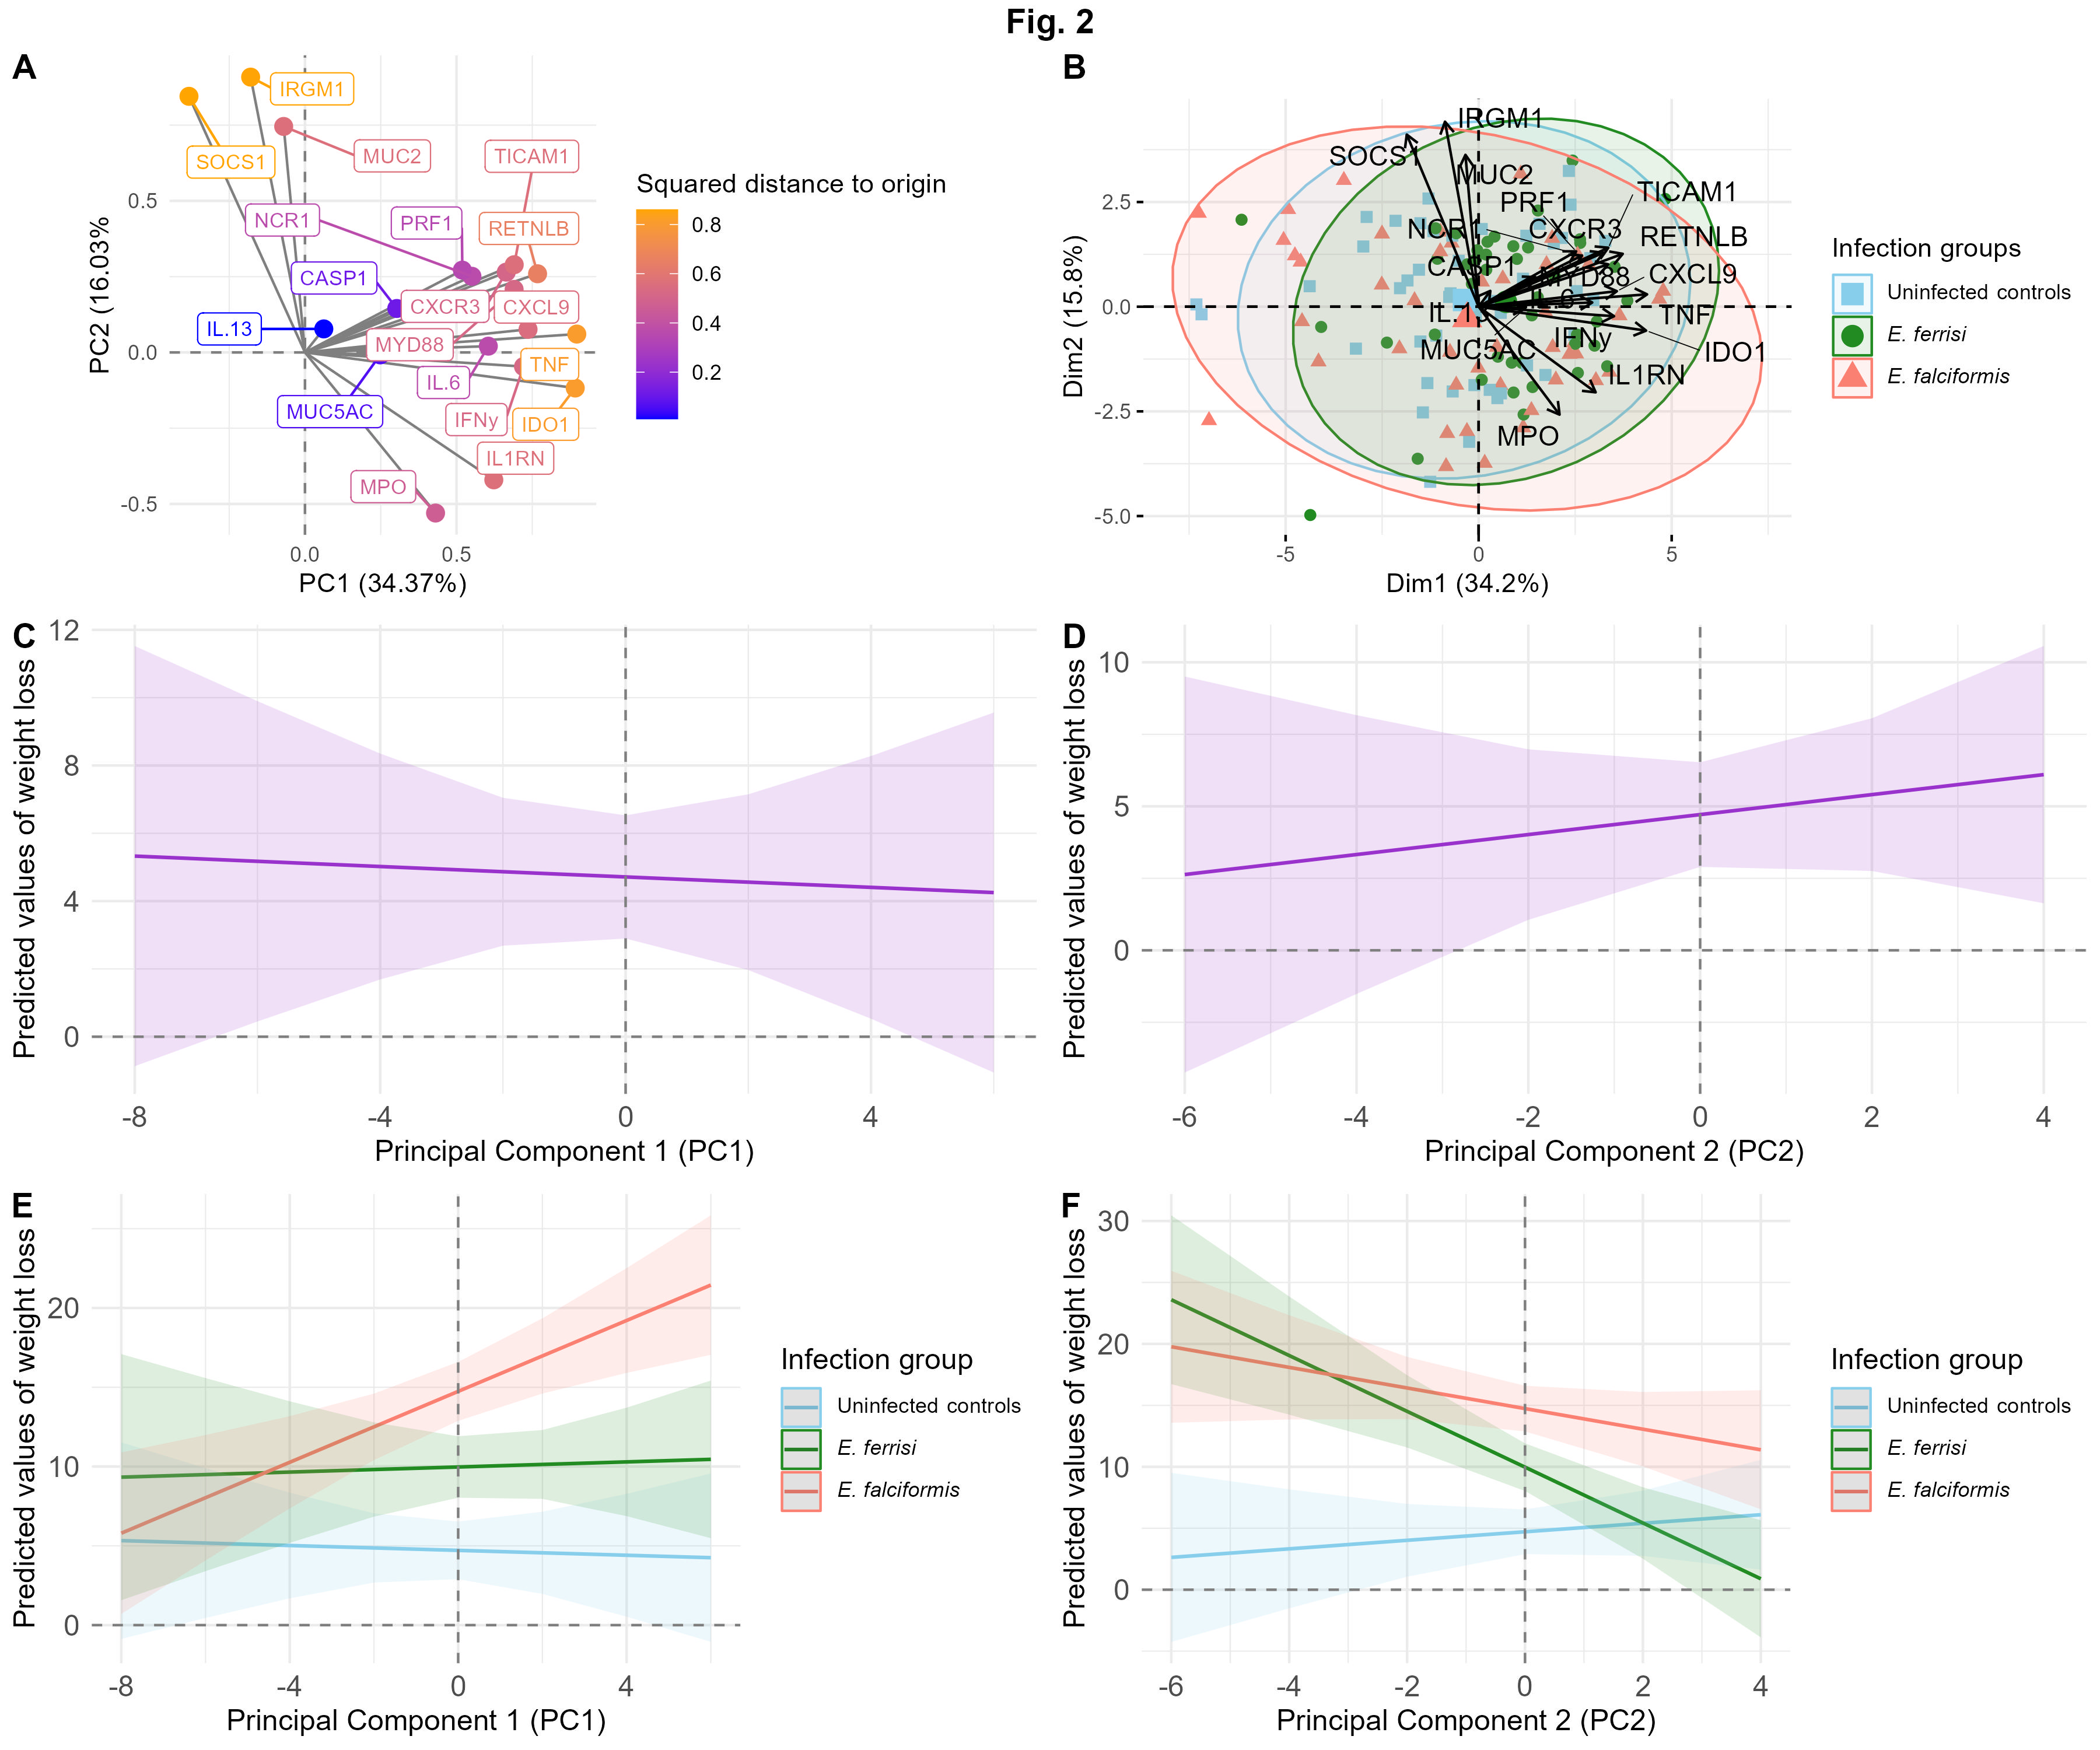 Fig. 2
A
IRGM1
SOCS1
MUC2
TICAM1
NCR1
PRF1
RETNLB
CASP1
CXCR3
CXCL9
IL.13
MYD88
TNF
IL.6
MUC5AC
IFNy
IDO1
IL1RN
MPO
0.5
0.0
-0.5
0.0
0.5
PC2 (16.03%
PC1 (34.37%)
Squared distance to origin
0.8
0.6
0.4
0.2
B
IRGM1
SOCS1
MUC2
TICAM1
PRF1
NCR1
CXCR3
RETNLB
CASP1
MYD88
CXCL9
IL.6
IL.13
TNF
IFNy
MUC5AC
IDO1
IL1RN
MPO
2.5
0.0
-2.5
-5.0
-5
0
5
Dim2 (15.8%)
Dim1 (34.2%)
Infection groups
Uninfected controls
E. ferrisi
E. falciformis
C
12
8
4
0
-8
-4
0
4
Predicted values of weight loss
Principal Component 1 (PC1)
D
10
5
0
-6
-4
-2
0
2
4
Predicted values of weight loss
Principal Component 2 (PC2)
E
20
10
0
-8
-4
0
4
Predicted values of weight loss
Principal Component 1 (PC1)
Infection group
Uninfected controls
E. ferrisi
E. falciformis
F
30
20
10
0
-6
-4
-2
0
2
4
Predicted values of weight loss
Principal Component 2 (PC2)
Infection group
Uninfected controls
E. ferrisi
E. falciformis